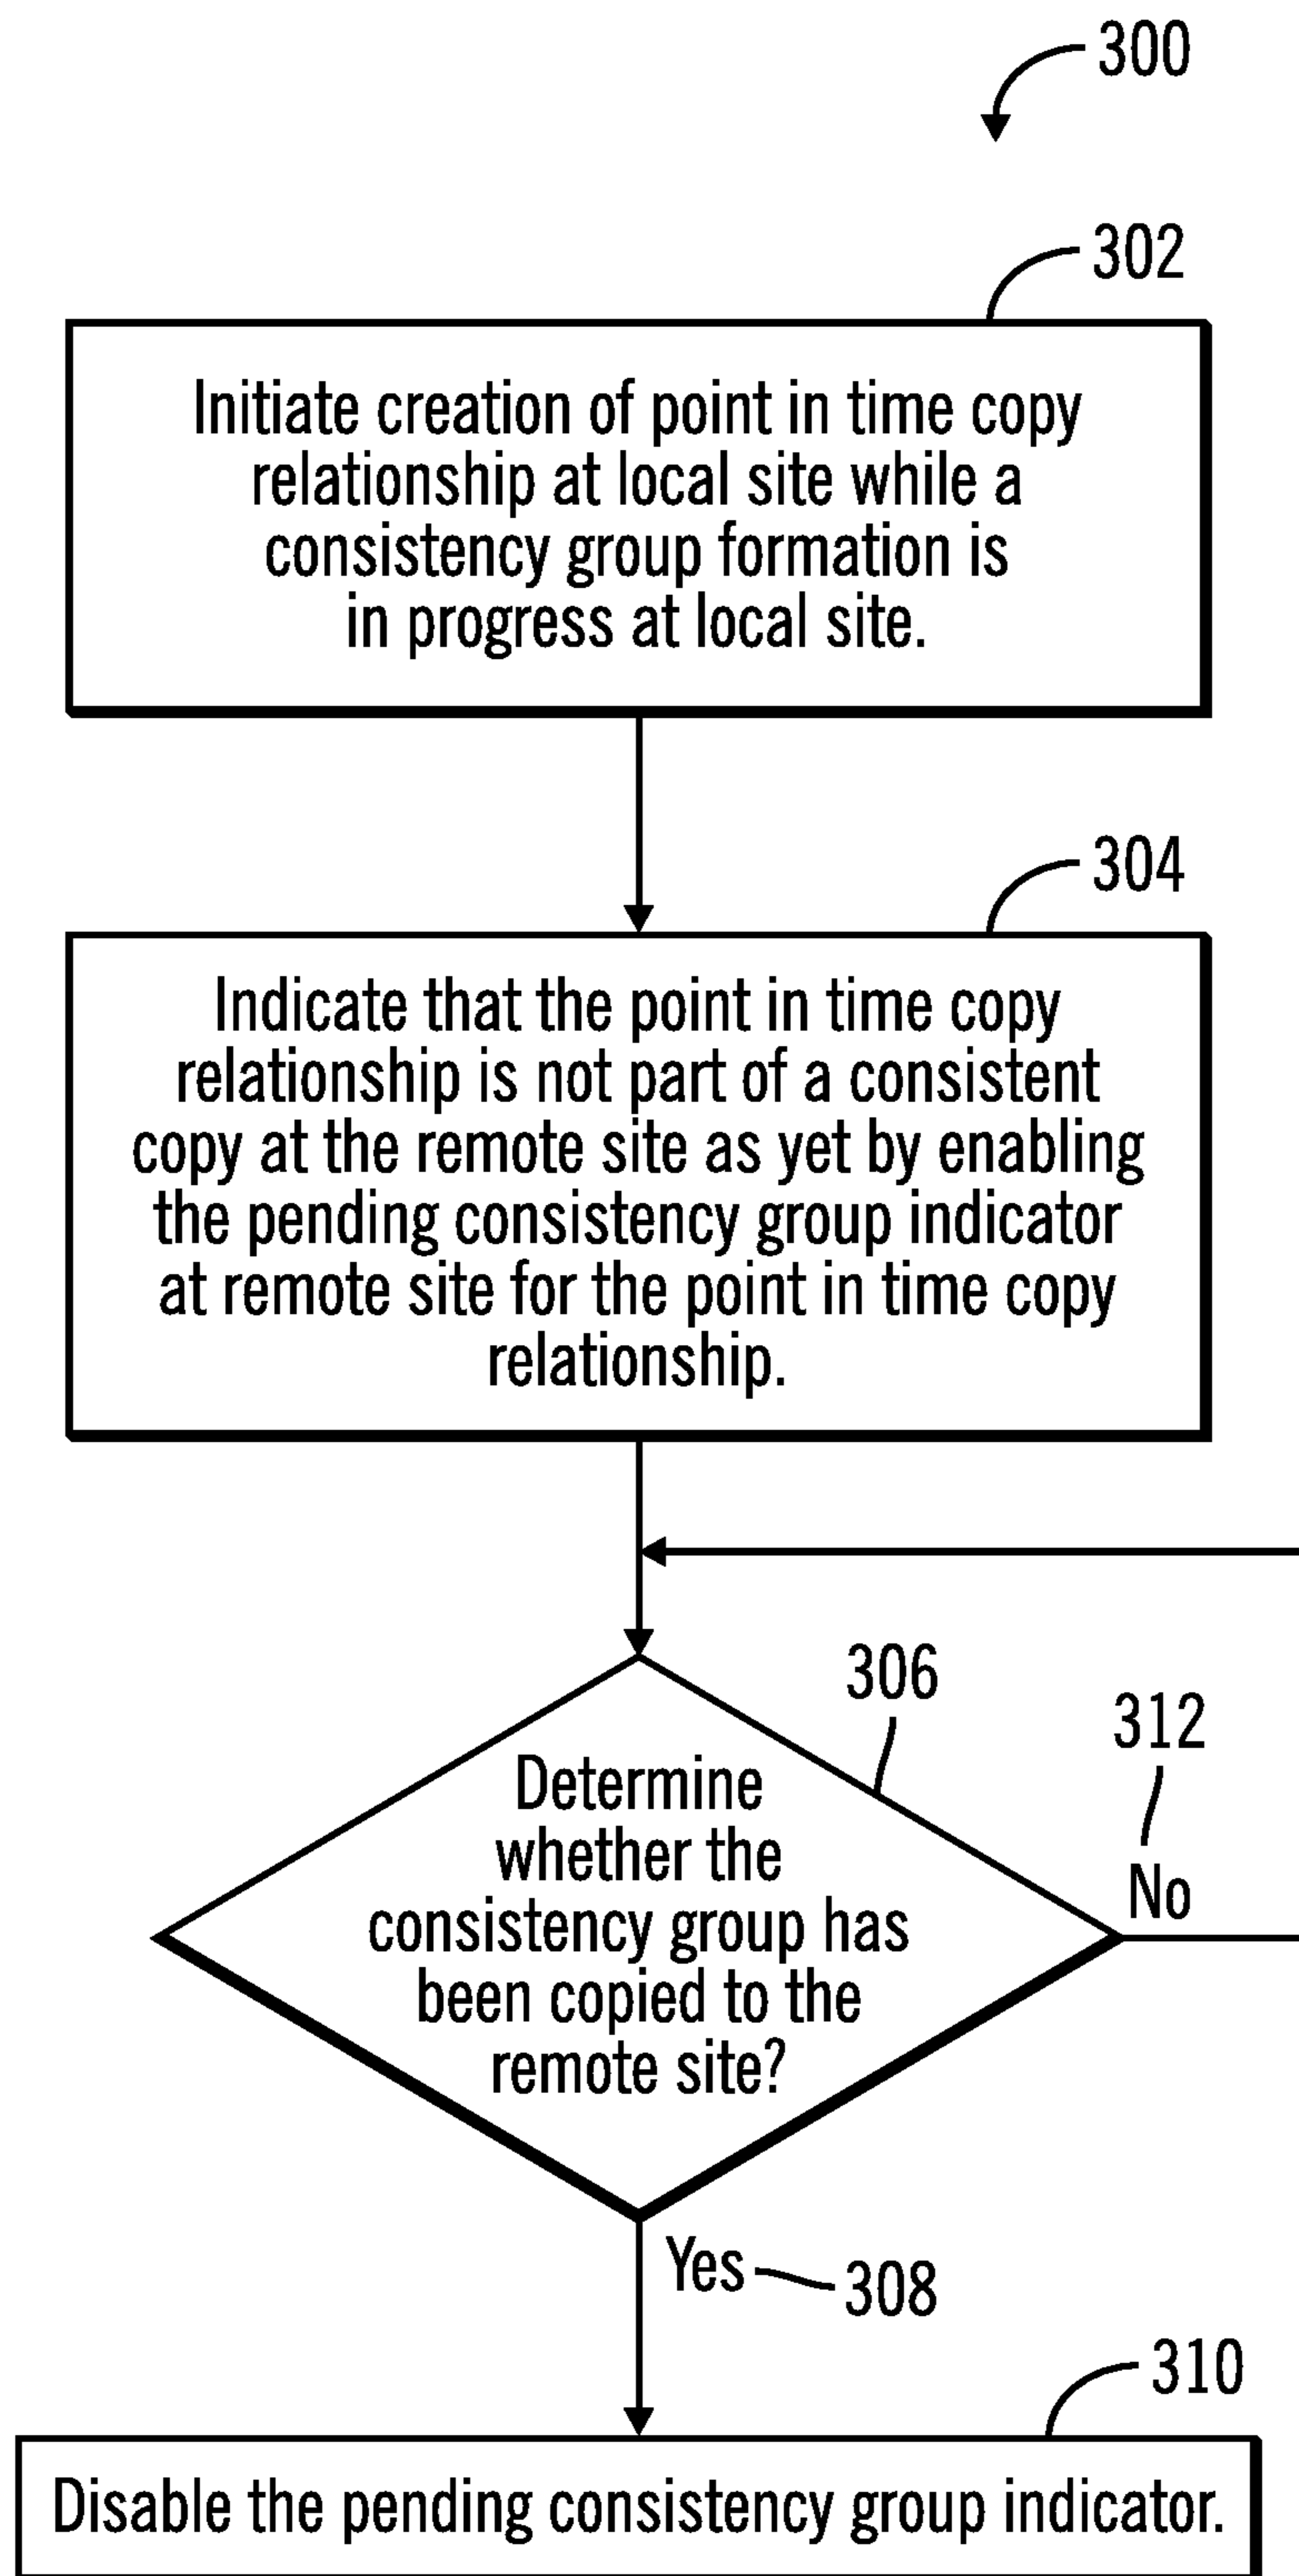 300
302
Initiate creation of point in time copy
relationship at local site while a
consistency group formation is
in progress at local site.
304
Indicate that the point in time copy
relationship is not part of a consistent
copy at the remote site as yet by enabling
the pending consistency group indicator
at remote site for the point in time copy
relationship.
306
312
Determine
whether the
consistency group has
been copied to the
remote site?
No
Yes
308
310
Disable the pending consistency group indicator.